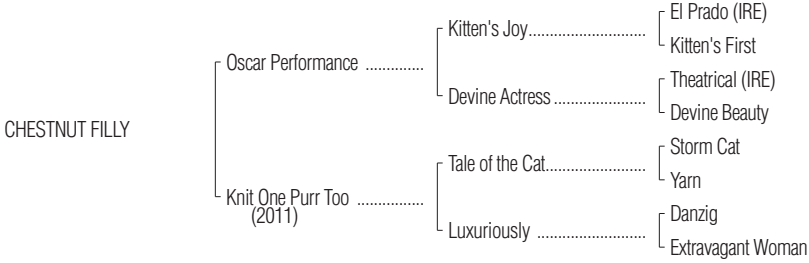 El Prado (IRE)
Kitten's Joy..........................
Kitten's First
Oscar Performance ..............
Theatrical (IRE)
Devine Actress.....................
Devine Beauty
CHESTNUT FILLY
Storm Cat
Tale of the Cat.......................
Yarn
Knit One Purr Too ................
(2011)
Danzig
Luxuriously .........................
Extravagant Woman